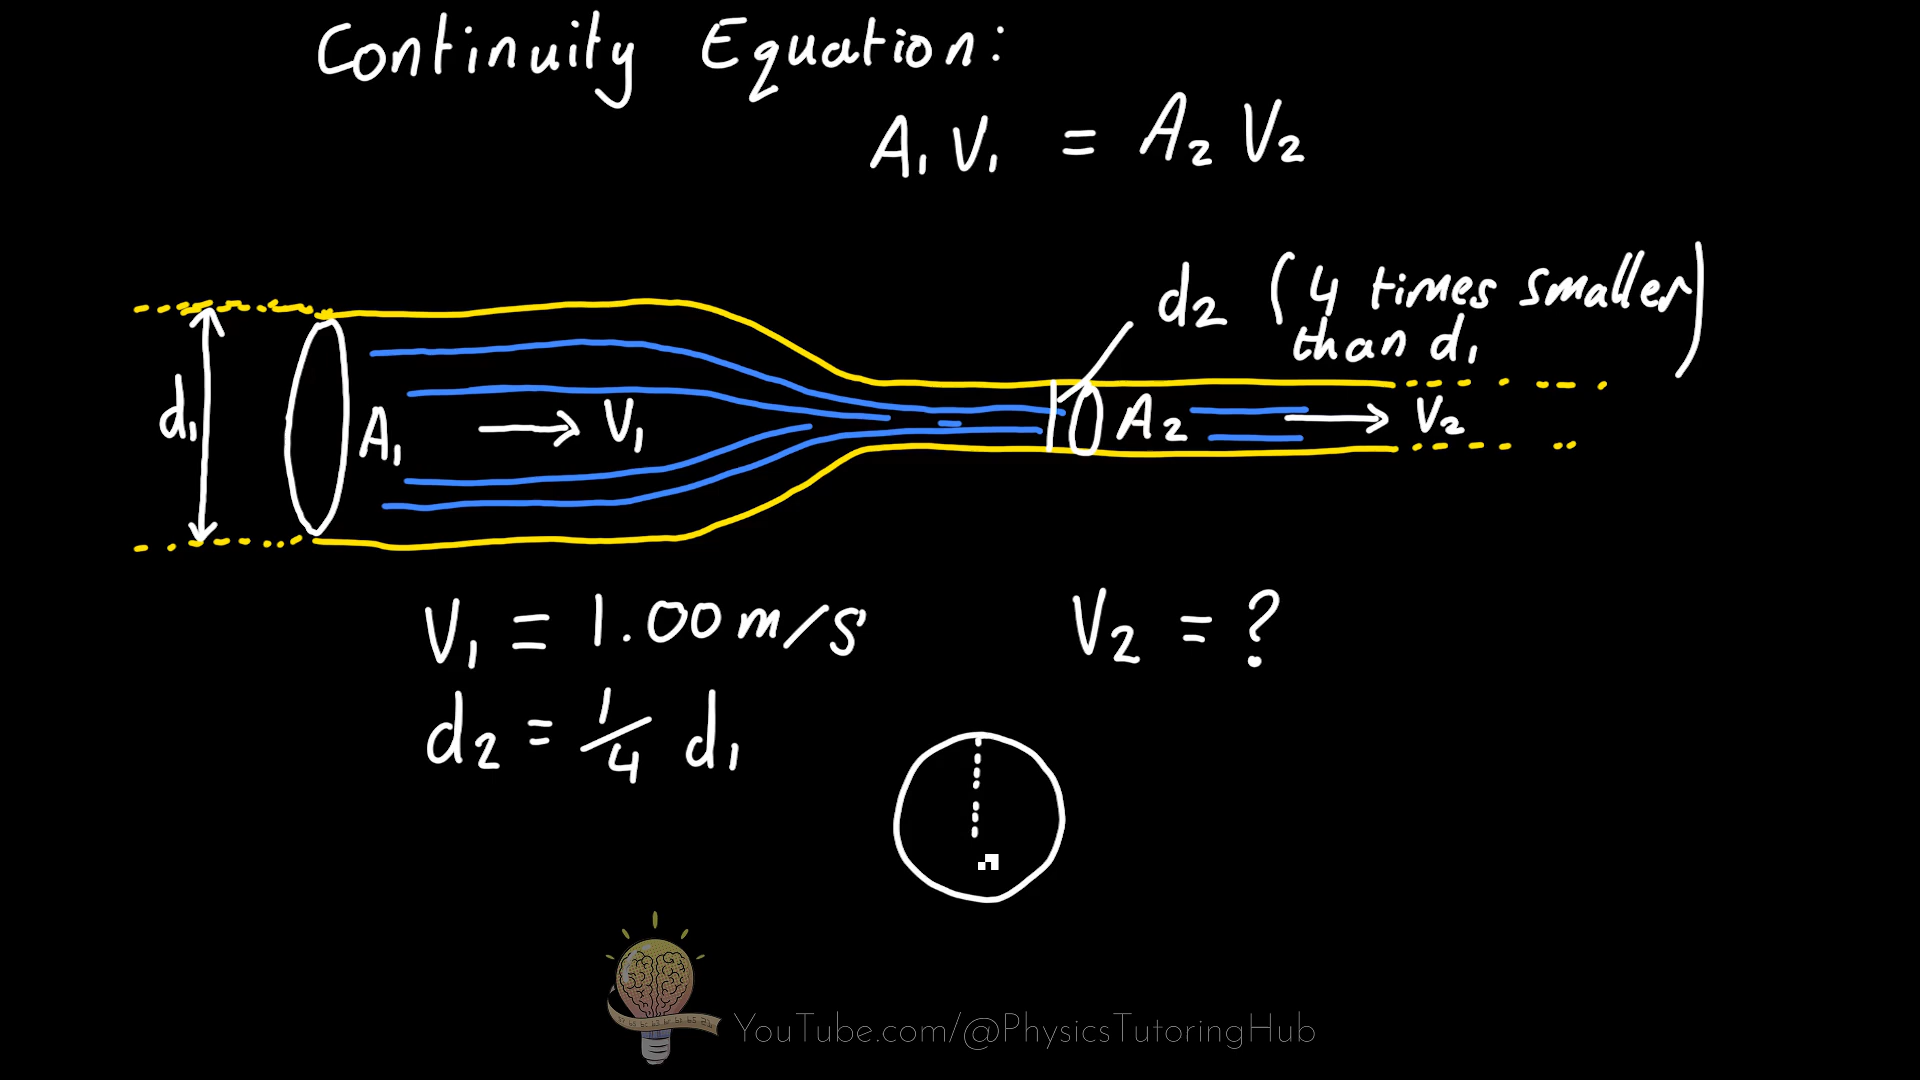 Continuity Equation:
A₁ V₁ = A₂ V₂
d₂ (4 times smaller
than d₁)
d₁
A₁
V₁
A₂
V₂
V₁ = 1.00 m/s
V₂ = ?
d₂ = 1/4 d₁
YouTube.com/@PhysicsTutoringHub